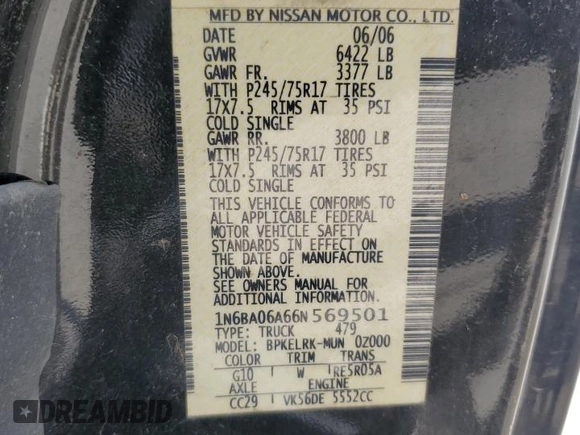 MFD BY NISSAN MOTOR CO., LTD.
DATE 06/06
GVWR 6422 LB
GAWR FR. 3377 LB
WITH P245/75R17 TIRES
17X7.5 RIMS AT 35 PSI
COLD SINGLE
GAWR RR. 3800 LB
WITH P245/75R17 TIRES
17X7.5 RIMS AT 35 PSI
COLD SINGLE
THIS VEHICLE CONFORMS TO
ALL APPLICABLE FEDERAL
MOTOR VEHICLE SAFETY
STANDARDS IN EFFECT ON
THE DATE OF MANUFACTURE
SHOWN ABOVE.
SEE OWNERS MANUAL FOR
ADDITIONAL INFORMATION.
1N6BA06A66N569501
TYPE: TRUCK 479
MODEL: BPKELRK-MUN 0Z000
COLOR TRIM TRANS
G10 W RE5R05A
AXLE ENGINE
CC29 VK56DE 5552CC
DREAMBID